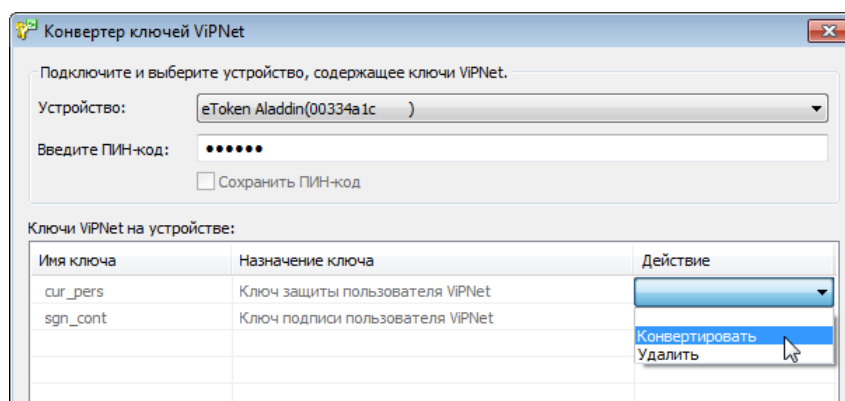 Конвертер ключей ViPNet
Подключите и выберите устройство, содержащее ключи ViPNet.
Устройство: eToken Aladdin(00334a1c )
Введите ПИН-код: ••••••
Сохранить ПИН-код
Ключи ViPNet на устройстве:
Имя ключа Назначение ключа Действие
cur_pers Ключ защиты пользователя ViPNet
sgn_cont Ключ подписи пользователя ViPNet
Конвертировать
Удалить